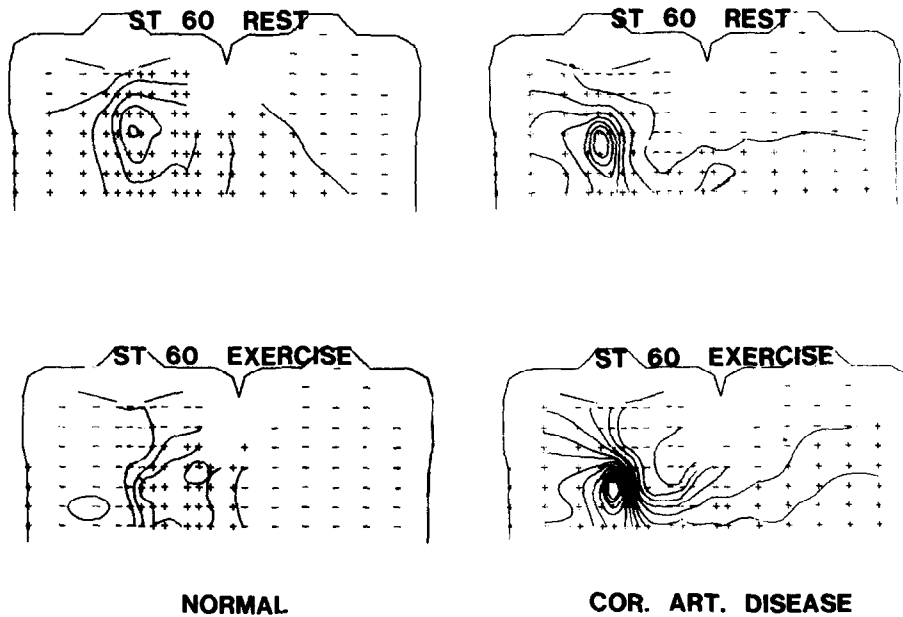 ST 60 REST
ST 60 REST
ST 60 EXERCISE
ST 60 EXERCISE
NORMAL
COR. ART. DISEASE